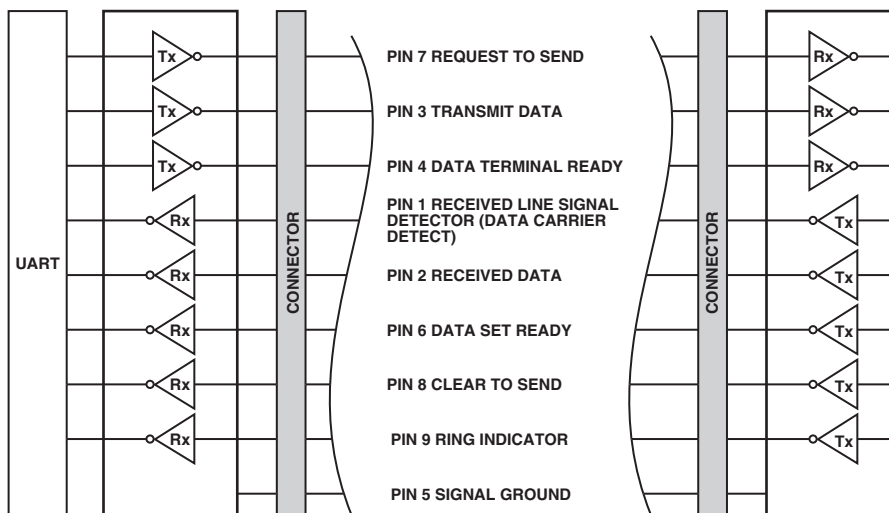 Tx PIN 7 REQUEST TO SEND Rx
Tx PIN 3 TRANSMIT DATA Rx
Tx PIN 4 DATA TERMINAL READY Rx
Rx PIN 1 RECEIVED LINE SIGNAL Tx
DETECTOR (DATA CARRIER
DETECT)
UART
CONNECTOR
CONNECTOR
Rx PIN 2 RECEIVED DATA Tx
Rx PIN 6 DATA SET READY Tx
Rx PIN 8 CLEAR TO SEND Tx
Rx PIN 9 RING INDICATOR Tx
PIN 5 SIGNAL GROUND